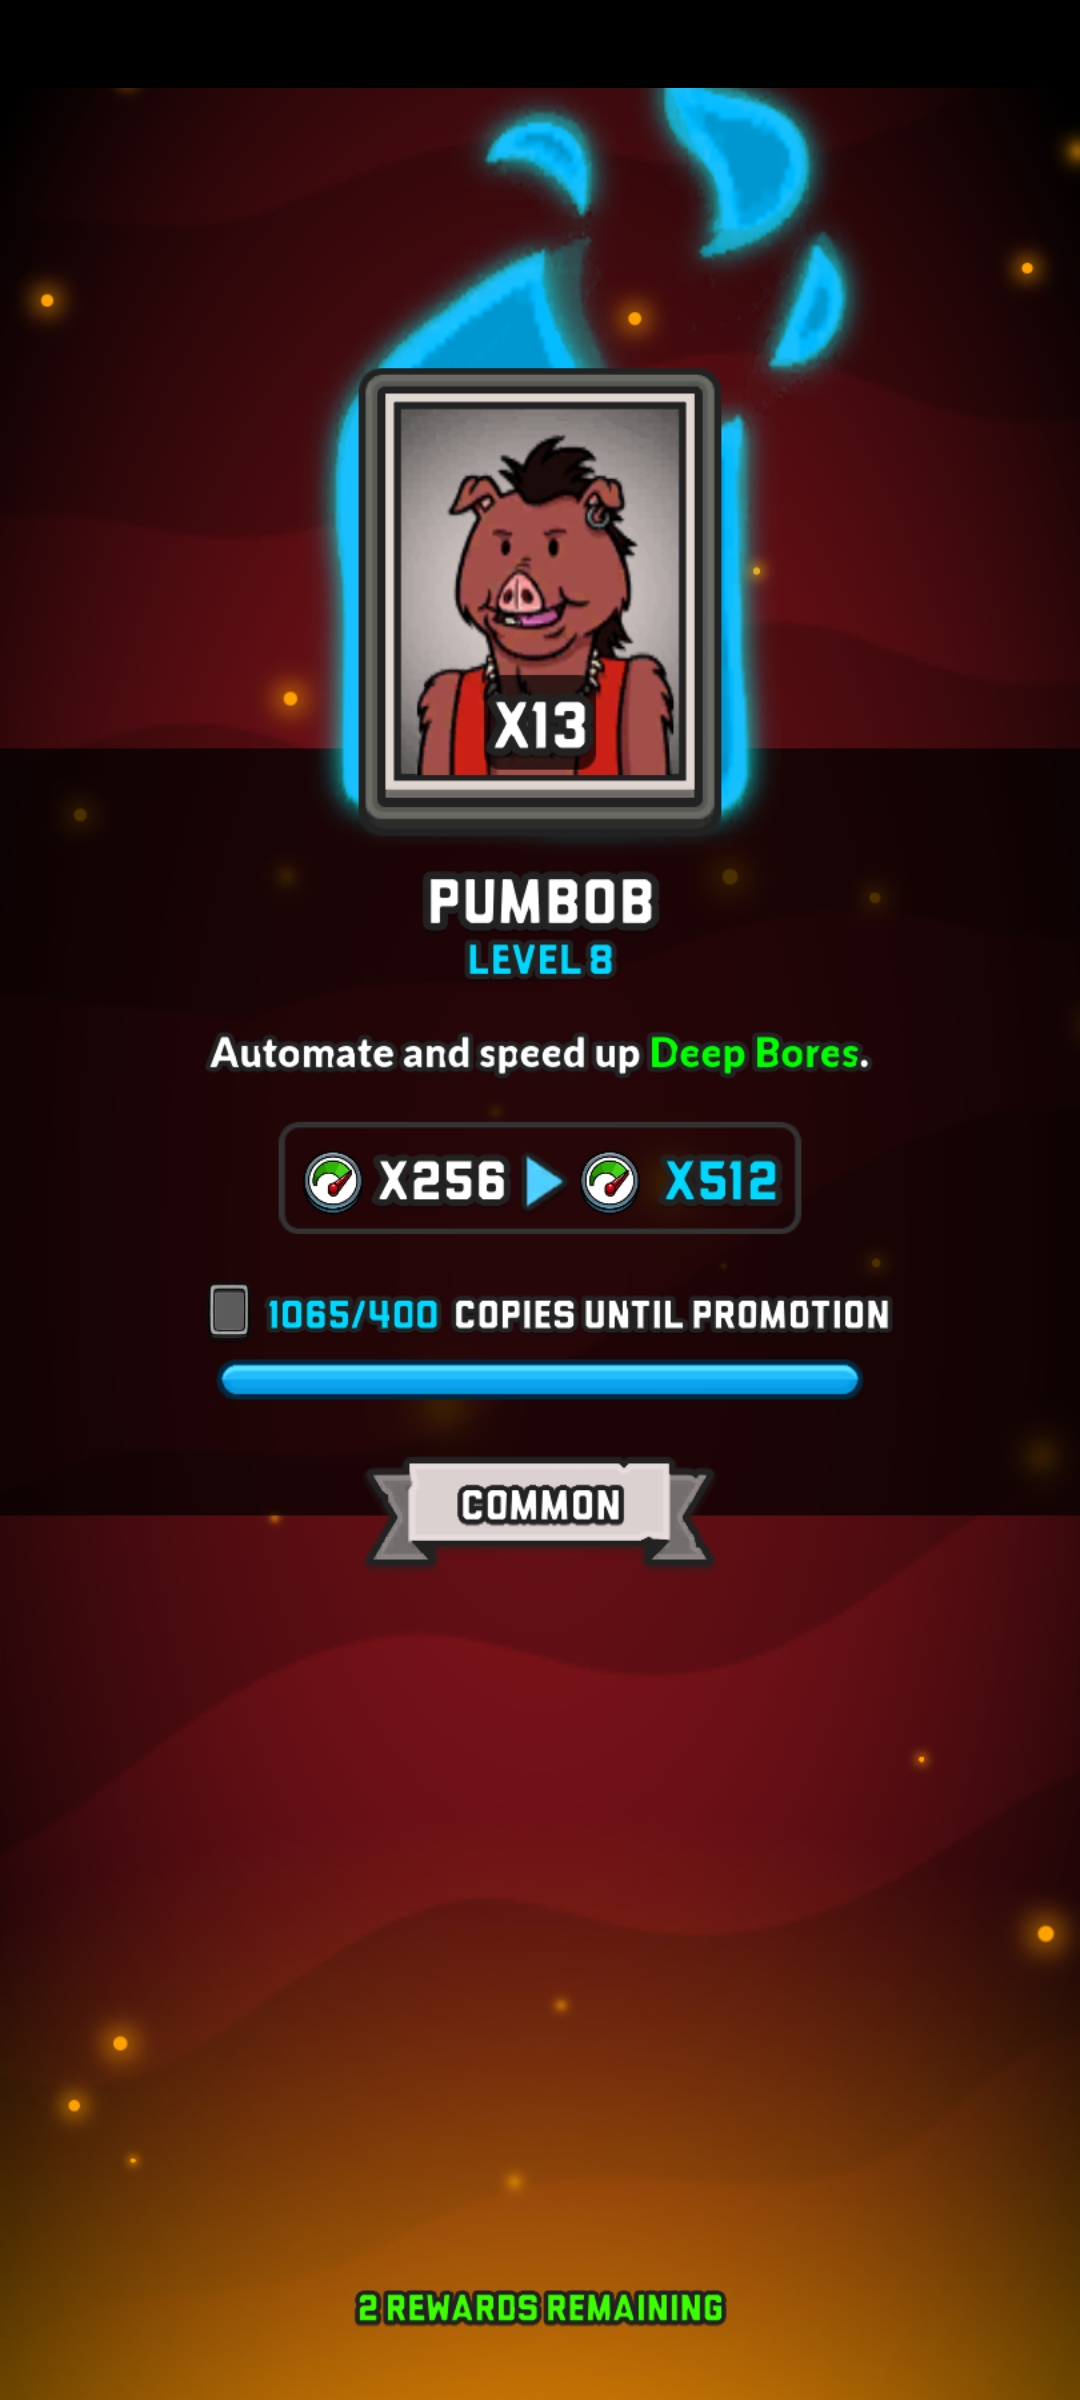 X13
PUMBOB
LEVEL 8
Automate and speed up Deep Bores.
X256 X512
1065/400 COPIES UNTIL PROMOTION
COMMON
2 REWARDS REMAINING